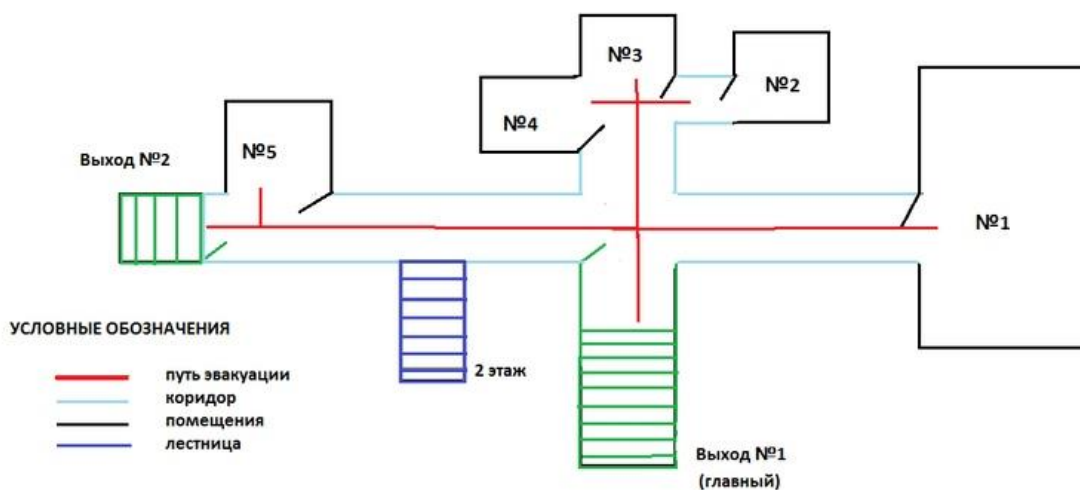 №3
№2
№4
№5
Выход №2
№1
УСЛОВНЫЕ ОБОЗНАЧЕНИЯ
путь эвакуации
коридор
помещения
лестница
2 этаж
Выход №1
(главный)